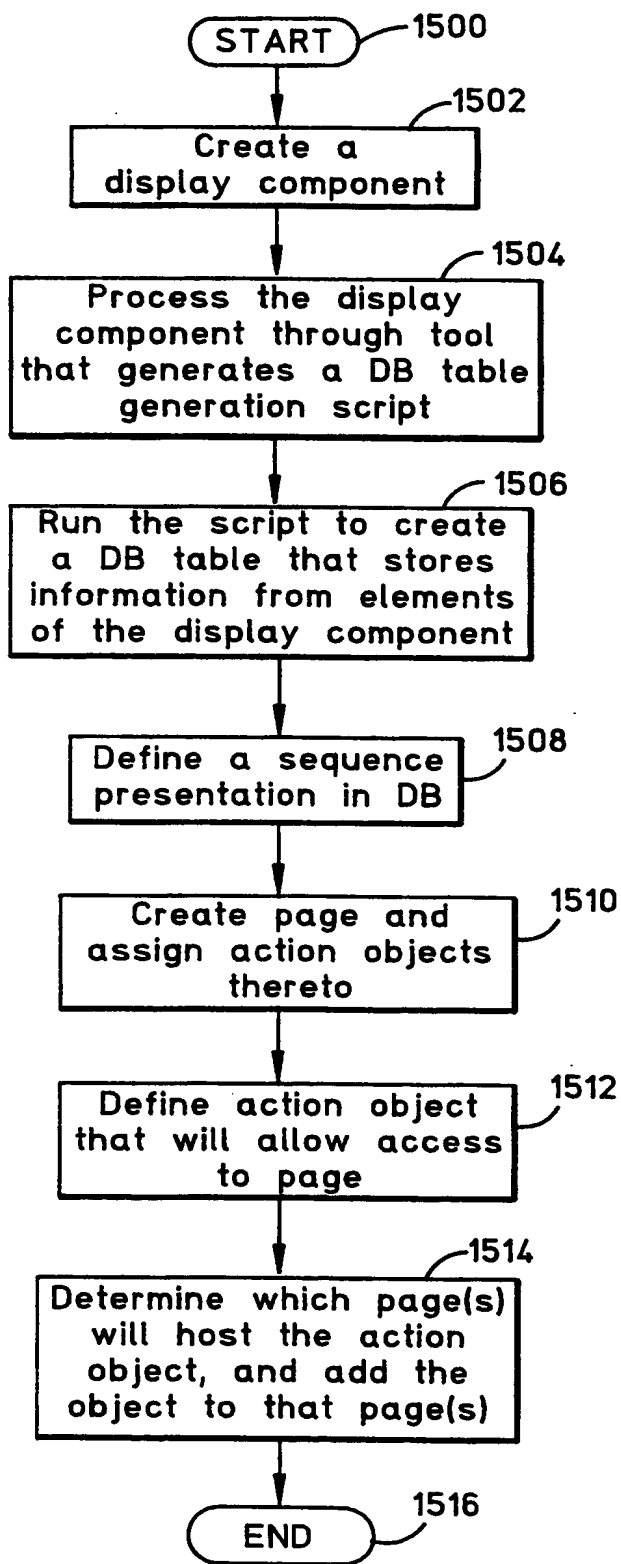 START
1500
1502
Create a
display component
1504
Process the display
component through tool
that generates a DB table
generation script
1506
Run the script to create
a DB table that stores
information from elements
of the display component
1508
Define a sequence
presentation in DB
1510
Create page and
assign action objects
thereto
1512
Define action object
that will allow access
to page
1514
Determine which page(s)
will host the action
object, and add the
object to that page(s)
END
1516